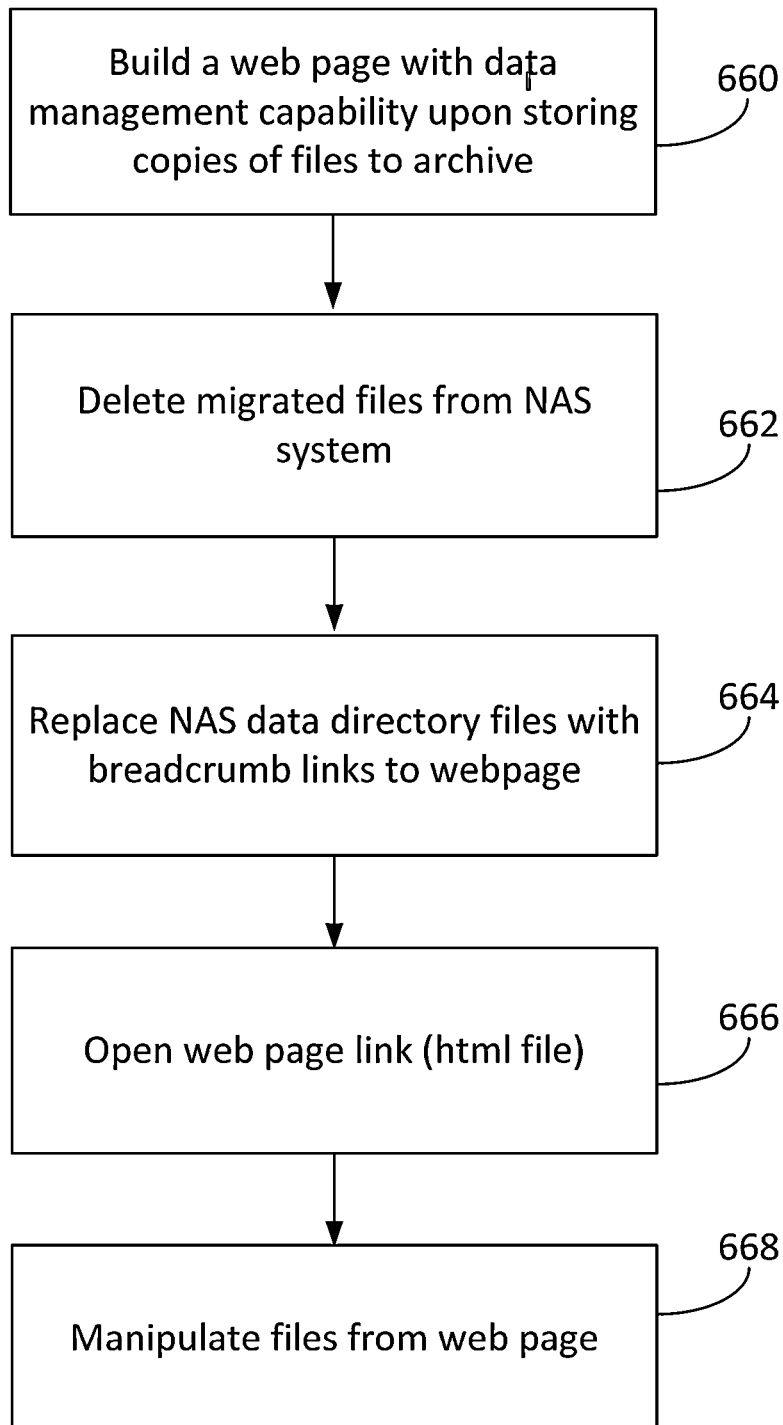 Build a web page with data
management capability upon storing
copies of files to archive
660
Delete migrated files from NAS
system
662
Replace NAS data directory files with
breadcrumb links to webpage
664
Open web page link (html file)
666
Manipulate files from web page
668